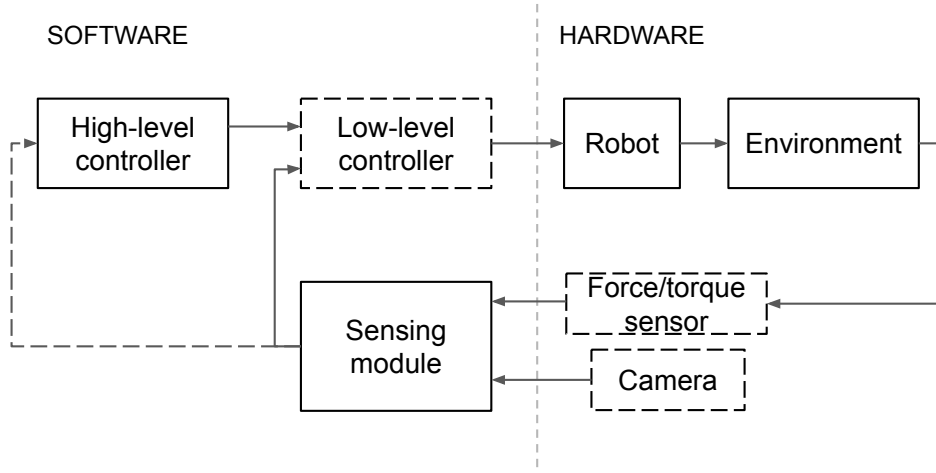 SOFTWARE
HARDWARE
High-level
controller
Low-level
controller
Robot
Environment
Sensing
module
Force/torque
sensor
Camera